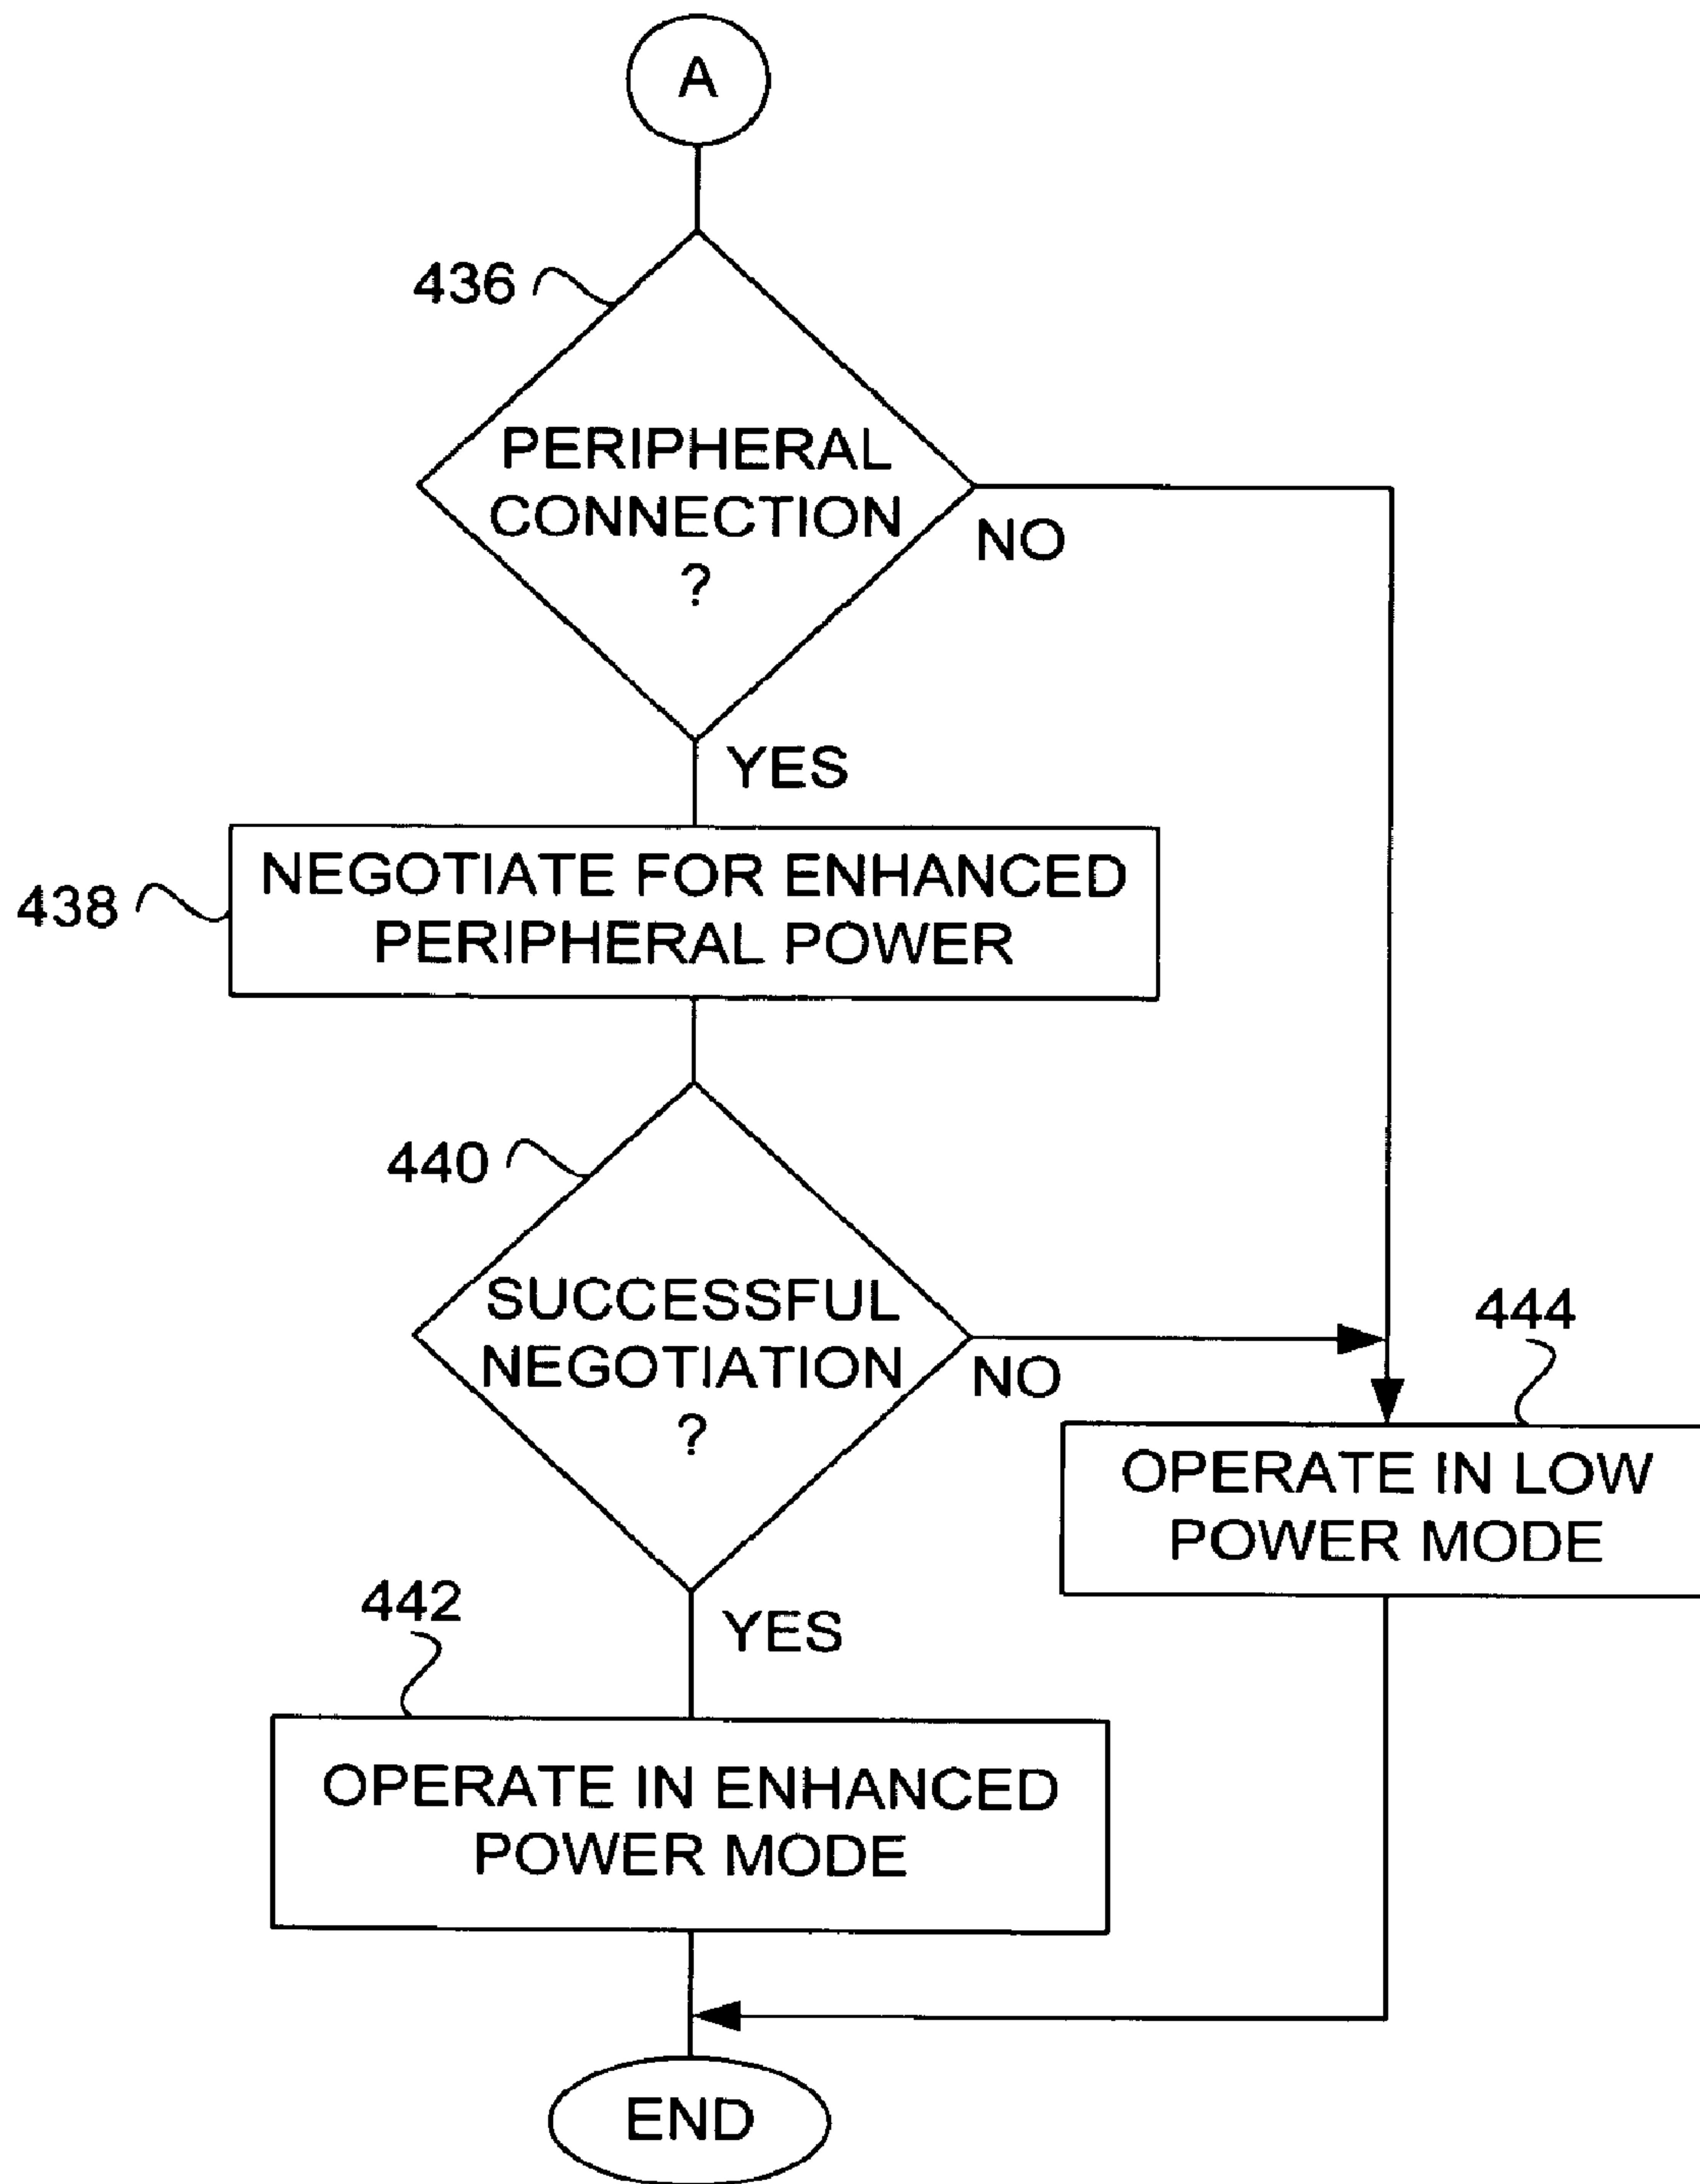 A
436
PERIPHERAL
CONNECTION
?
NO
YES
438
NEGOTIATE FOR ENHANCED
PERIPHERAL POWER
440
SUCCESSFUL
NEGOTIATION
?
NO
444
OPERATE IN LOW
POWER MODE
YES
442
OPERATE IN ENHANCED
POWER MODE
END